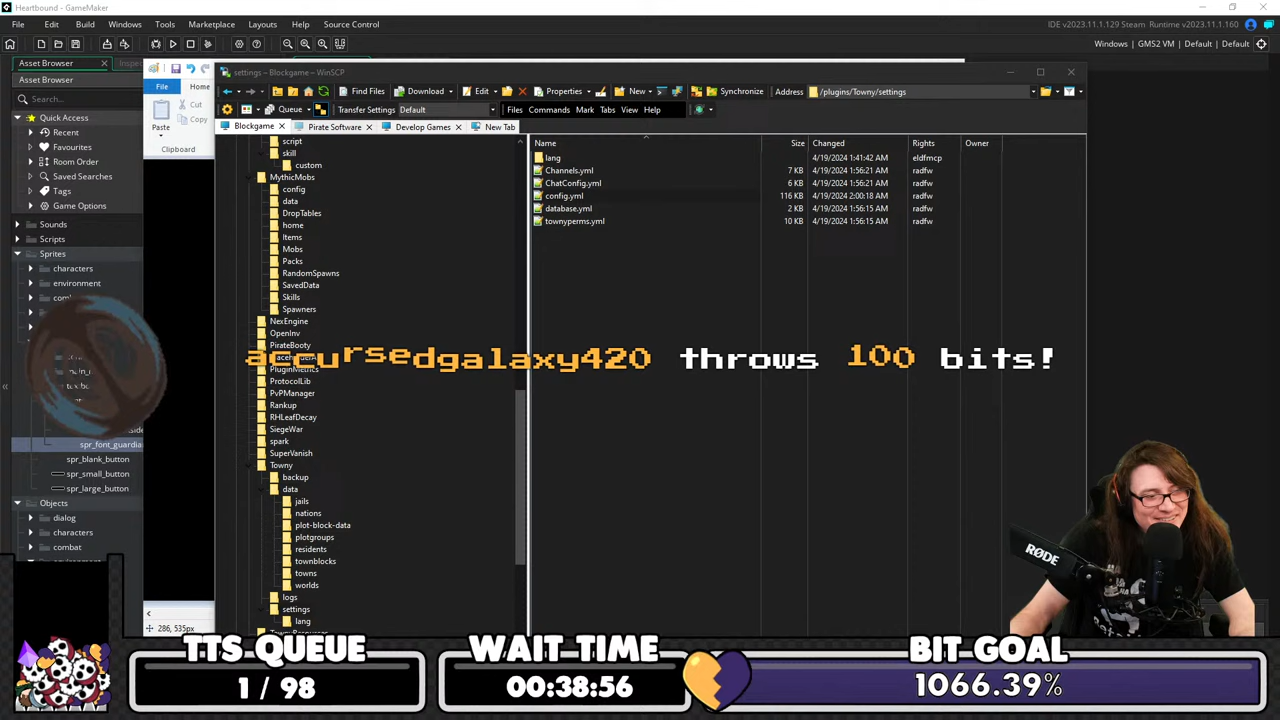 Heartbound - GameMaker
File Edit Build Windows Tools Marketplace Layouts Help Source Control
IDE v2023.11.1.129 Steam Runtime v2023.11.1.160
Windows | GMS2 VM | Default | Default
Asset Browser
Asset Browser
Search...
Quick Access
Recent
Favourites
Room Order
Saved Searches
Tags
Game Options
Sounds
Scripts
Sprites
characters
environment
spr_font_guardia
spr_blank_button
spr_small_button
spr_large_button
Objects
dialog
characters
combat
File Home
Paste
Cut
Copy
Clipboard
286, 535px
settings – Blockgame – WinSCP
Find Files Download Edit Properties New Synchronize Address /plugins/Towny/settings
Queue Transfer Settings Default Files Commands Mark Tabs View Help
Blockgame Pirate Software Develop Games New Tab
script
skill
custom
MythicMobs
config
data
DropTables
home
Items
Mobs
Packs
RandomSpawns
SavedData
Skills
Spawners
NexEngine
OpenInv
PirateBooty
PluginMetrics
ProtocolLib
PvPManager
Rankup
RHLeafDecay
SiegeWar
spark
SuperVanish
Towny
backup
data
jails
nations
plot-block-data
plotgroups
residents
townblocks
towns
worlds
logs
settings
lang
Name Size Changed Rights Owner
lang 4/19/2024 1:41:42 AM eldfmcp
Channels.yml 7 KB 4/19/2024 1:56:21 AM radfw
ChatConfig.yml 6 KB 4/19/2024 1:56:21 AM radfw
config.yml 116 KB 4/19/2024 2:00:18 AM radfw
database.yml 2 KB 4/19/2024 1:56:15 AM radfw
townyperms.yml 10 KB 4/19/2024 1:56:15 AM radfw
accursedgalaxy420 throws 100 bits!
RØDE
TTS QUEUE
1 / 98
WAIT TIME
00:38:56
BIT GOAL
1066.39%